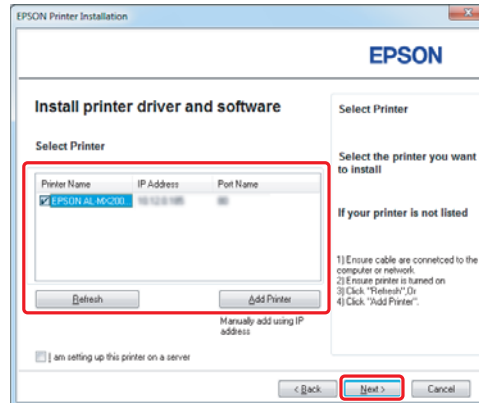 EPSON Printer Installation
EPSON
Install printer driver and software
Select Printer
Printer Name IP Address Port Name
EPSON AL-MX200...
Refresh Add Printer
Manually add using IP
address
I am setting up this printer on a server
Select Printer
Select the printer you want
to install
If your printer is not listed
1) Ensure cable are connetced to the
computer or network
2) Ensure printer is turned on
3) Click "Refresh",Or
4) Click "Add Printer".
< Back Next > Cancel